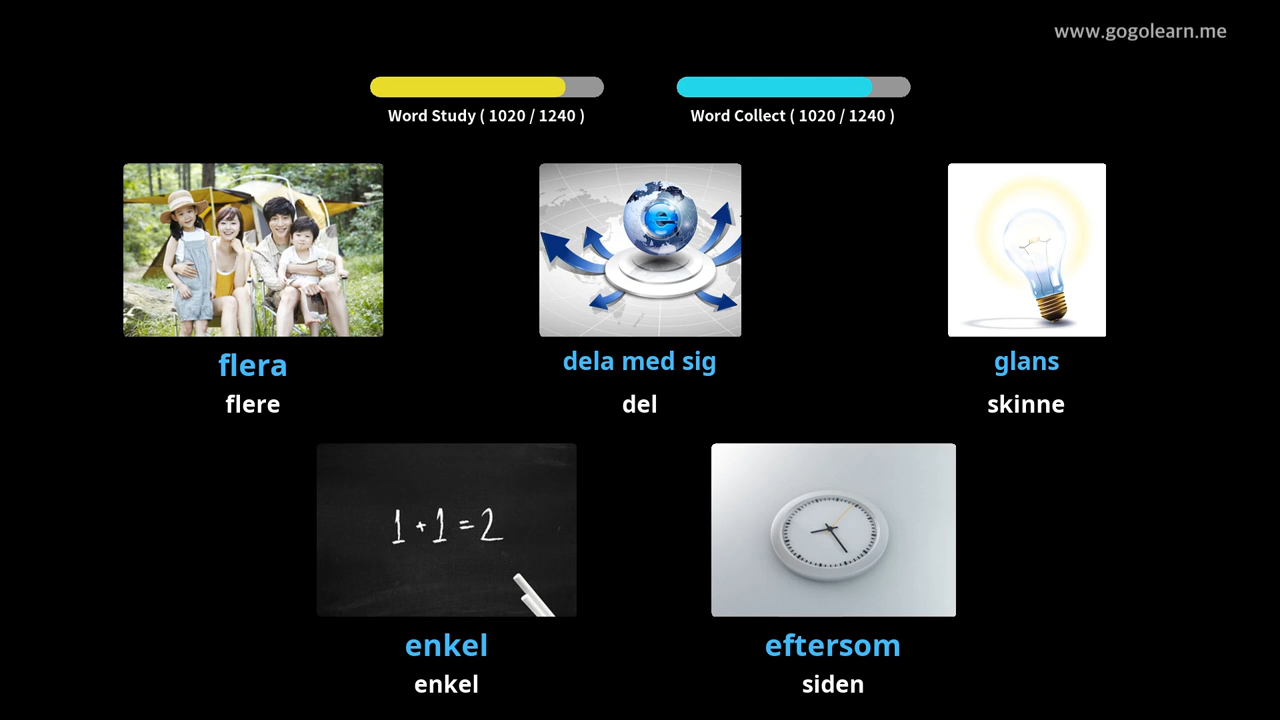 www.gogolearn.me
Word Study ( 1020 / 1240 )
Word Collect ( 1020 / 1240 )
e
flera
flere
dela med sig
del
glans
skinne
1 + 1 = 2
enkel
enkel
eftersom
siden